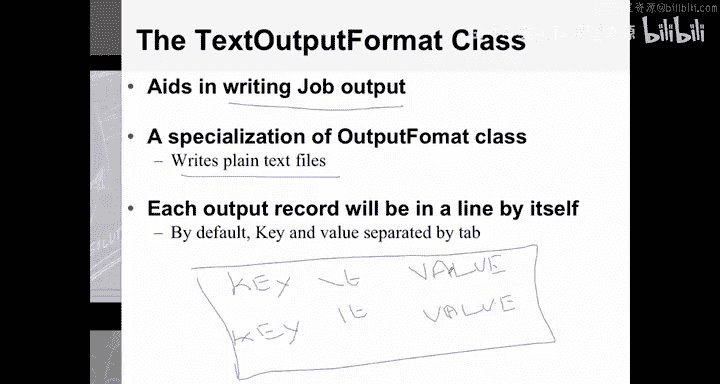 bilibili
The TextOutputFormat Class
• Aids in writing Job output
• A specialization of OutputFomat class
– Writes plain text files
• Each output record will be in a line by itself
– By default, Key and value separated by tab
KEY \t VALUE
KEY \t VALUE